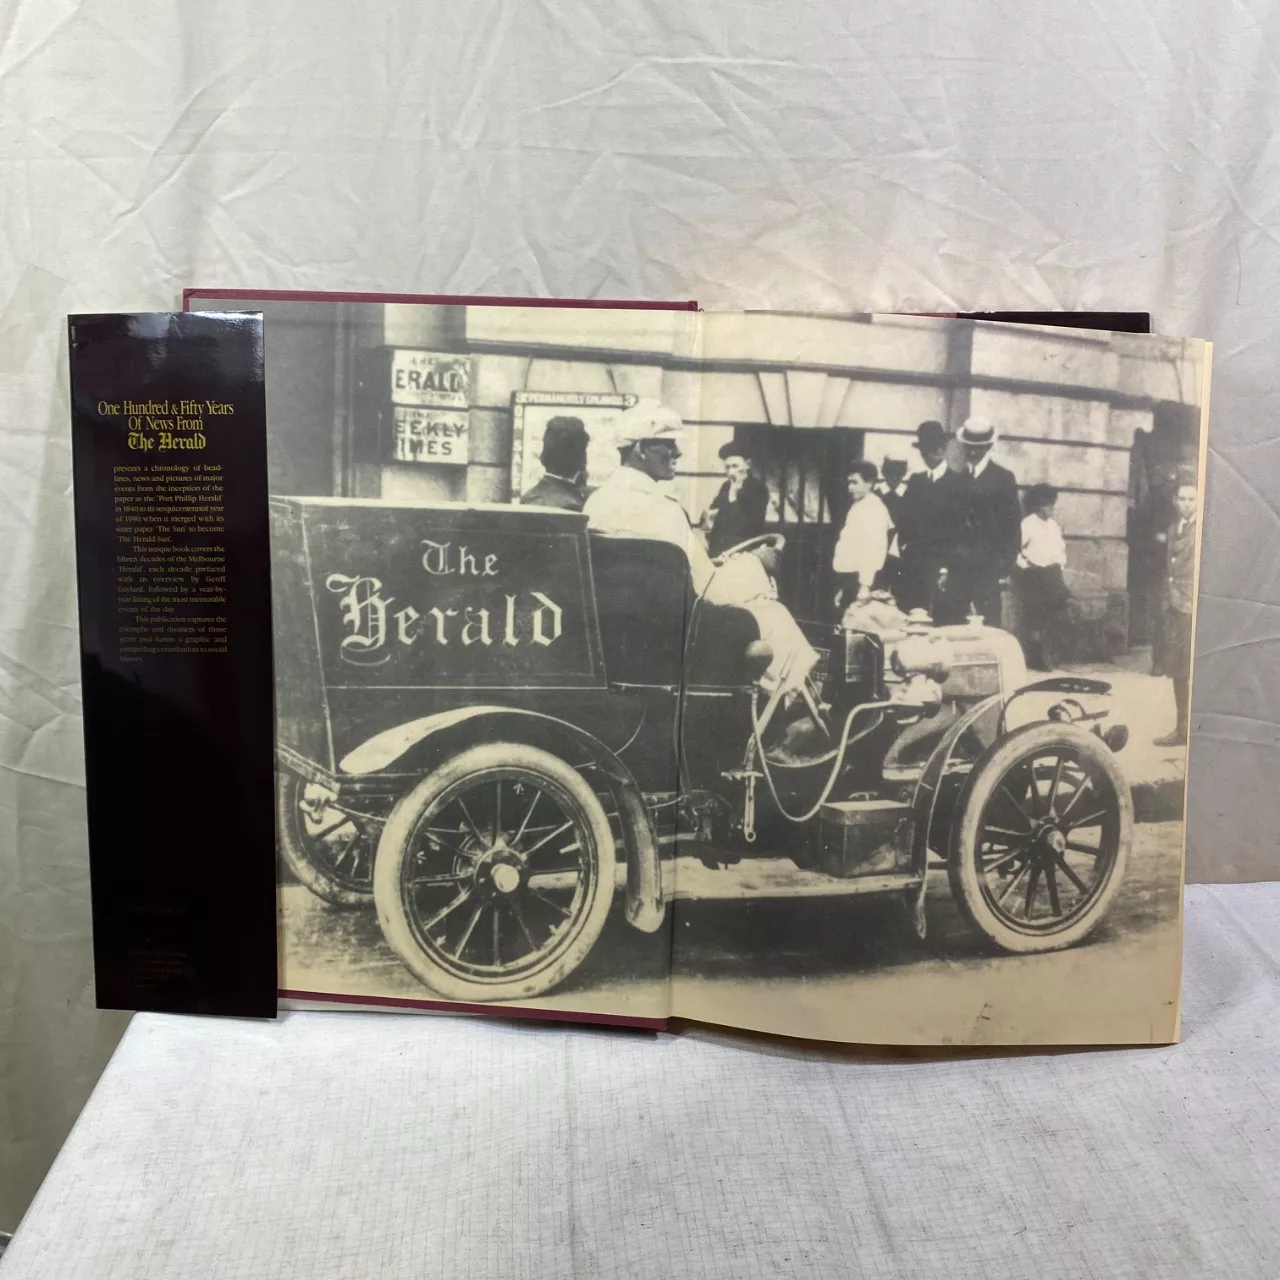 One Hundred & Fifty Years
Of News From
The Herald
presents a chronology of head-
lines, news and pictures of major
events from the inception of the
paper as the 'Port Phillip Herald'
in 1840 to its sesquicentennial year
of 1990 when it merged with its
sister paper 'The Sun' to become
'The Herald-Sun'.
This unique book covers the
fifteen decades of the Melbourne
'Herald', each decade prefaced
with an overview by Geoff
Gaylard, followed by a year-by-
year listing of the most memorable
events of the day.
This publication captures the
triumphs and disasters of those
years and forms a graphic and
compelling contribution to social
history.
ERALD
EEKLY
IMES
PERMANENTLY ENLARGED
The
Herald